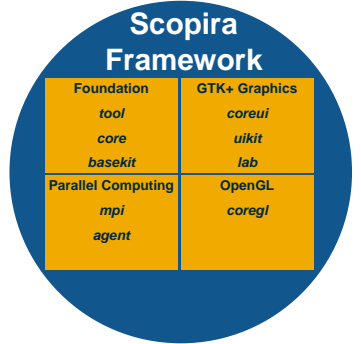 Scopira
Framework
Foundation
tool
core
basekit
GTK+ Graphics
coreui
uikit
lab
Parallel Computing
mpi
agent
OpenGL
coregl